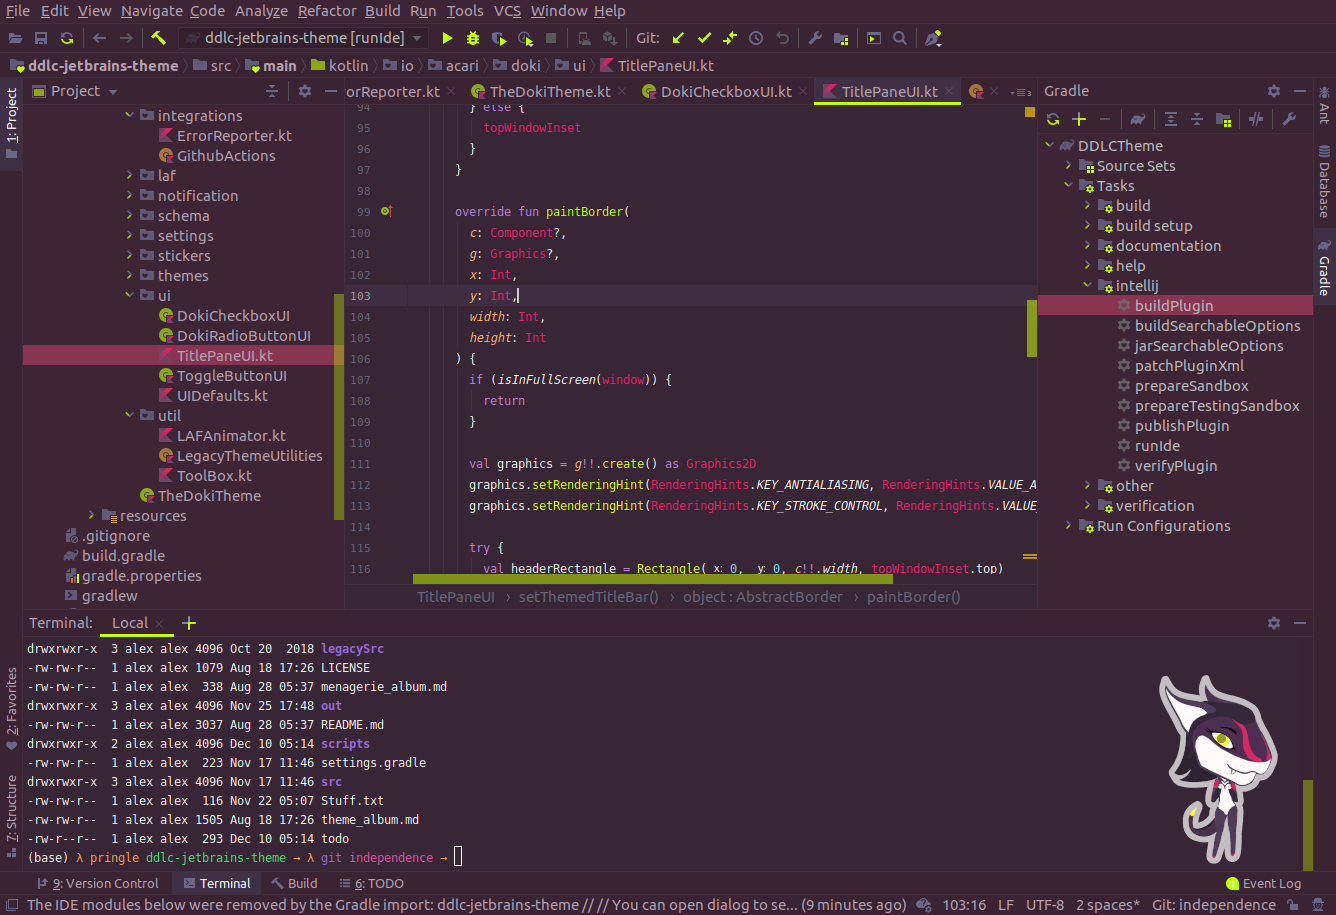 File Edit View Navigate Code Analyze Refactor Build Run Tools VCS Window Help
ddlc-jetbrains-theme [runIde] Git:
ddlc-jetbrains-theme src main kotlin io acari doki ui TitlePaneUI.kt
1: Project
2: Favorites
7: Structure
Project
integrations
ErrorReporter.kt
GithubActions
laf
notification
schema
settings
stickers
themes
ui
DokiCheckboxUI
DokiRadioButtonUI
TitlePaneUI.kt
ToggleButtonUI
UIDefaults.kt
util
LAFAnimator.kt
LegacyThemeUtilities
ToolBox.kt
TheDokiTheme
resources
.gitignore
build.gradle
gradle.properties
gradlew
orReporter.kt TheDokiTheme.kt DokiCheckboxUI.kt TitlePaneUI.kt
94 } else {
95 topWindowInset
96 }
97 }
98
99 override fun paintBorder(
100 c: Component?,
101 g: Graphics?,
102 x: Int,
103 y: Int,
104 width: Int,
105 height: Int
106 ) {
107 if (isInFullScreen(window)) {
108 return
109 }
110
111 val graphics = g!!.create() as Graphics2D
112 graphics.setRenderingHint(RenderingHints.KEY_ANTIALIASING, RenderingHints.VALUE_A
113 graphics.setRenderingHint(RenderingHints.KEY_STROKE_CONTROL, RenderingHints.VALUE_
114
115 try {
116 val headerRectangle = Rectangle( x: 0, y: 0, c!!.width, topWindowInset.top)
TitlePaneUI › setThemedTitleBar() › object : AbstractBorder › paintBorder()
Gradle
DDLCTheme
Source Sets
Tasks
build
build setup
documentation
help
intellij
buildPlugin
buildSearchableOptions
jarSearchableOptions
patchPluginXml
prepareSandbox
prepareTestingSandbox
publishPlugin
runIde
verifyPlugin
other
verification
Run Configurations
Ant
Database
Gradle
Terminal: Local
drwxrwxr-x 3 alex alex 4096 Oct 20 2018 legacySrc
-rw-rw-r-- 1 alex alex 1079 Aug 18 17:26 LICENSE
-rw-rw-r-- 1 alex alex 338 Aug 28 05:37 menagerie_album.md
drwxrwxr-x 3 alex alex 4096 Nov 25 17:48 out
-rw-rw-r-- 1 alex alex 3037 Aug 28 05:37 README.md
drwxrwxr-x 2 alex alex 4096 Dec 10 05:14 scripts
-rw-rw-r-- 1 alex alex 223 Nov 17 11:46 settings.gradle
drwxrwxr-x 3 alex alex 4096 Nov 17 11:46 src
-rw-rw-r-- 1 alex alex 116 Nov 22 05:07 Stuff.txt
-rw-rw-r-- 1 alex alex 1505 Aug 18 17:26 theme_album.md
-rw-r--r-- 1 alex alex 293 Dec 10 05:14 todo
(base) λ pringle ddlc-jetbrains-theme → λ git independence →
9: Version Control Terminal Build 6: TODO 1 Event Log
The IDE modules below were removed by the Gradle import: ddlc-jetbrains-theme // // You can open dialog to se... (9 minutes ago) 103:16 LF UTF-8 2 spaces* Git: independence